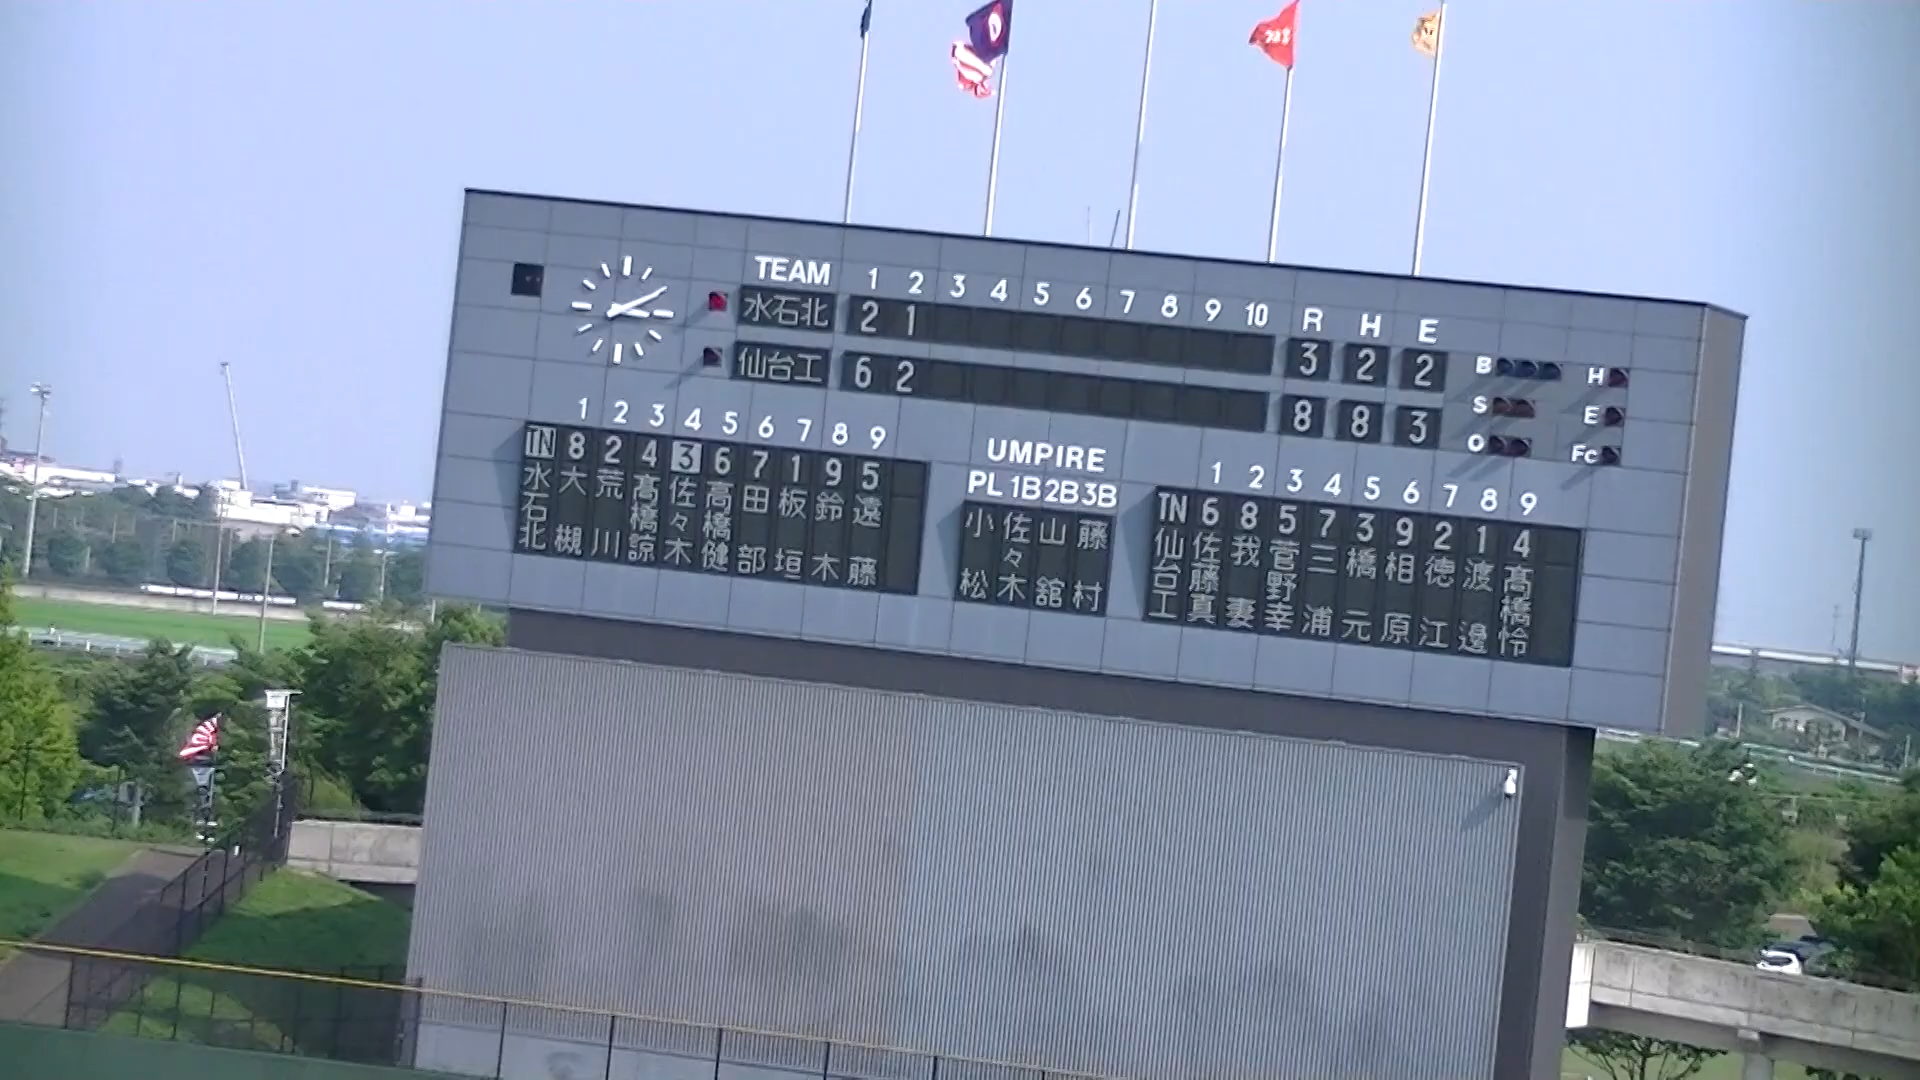 TEAM 1 2 3 4 5 6 7 8 9 10 R H E
水石北 2 1 3 2 2
仙台工 6 2 8 8 3
B H
S E
O Fc
1 2 3 4 5 6 7 8 9
TN 8 2 4 3 6 7 1 9 5
水石北 大槻 荒川 髙橋諒 佐々木 高橋健 田部 板垣 鈴木 遠藤
UMPIRE
PL 1B 2B 3B
小松 佐々木 山舘 藤村
1 2 3 4 5 6 7 8 9
TN 6 8 5 7 3 9 2 1 4
仙台工 佐藤真 我妻 菅野幸 三浦 橋元 相原 徳江 渡邊 髙橋怜